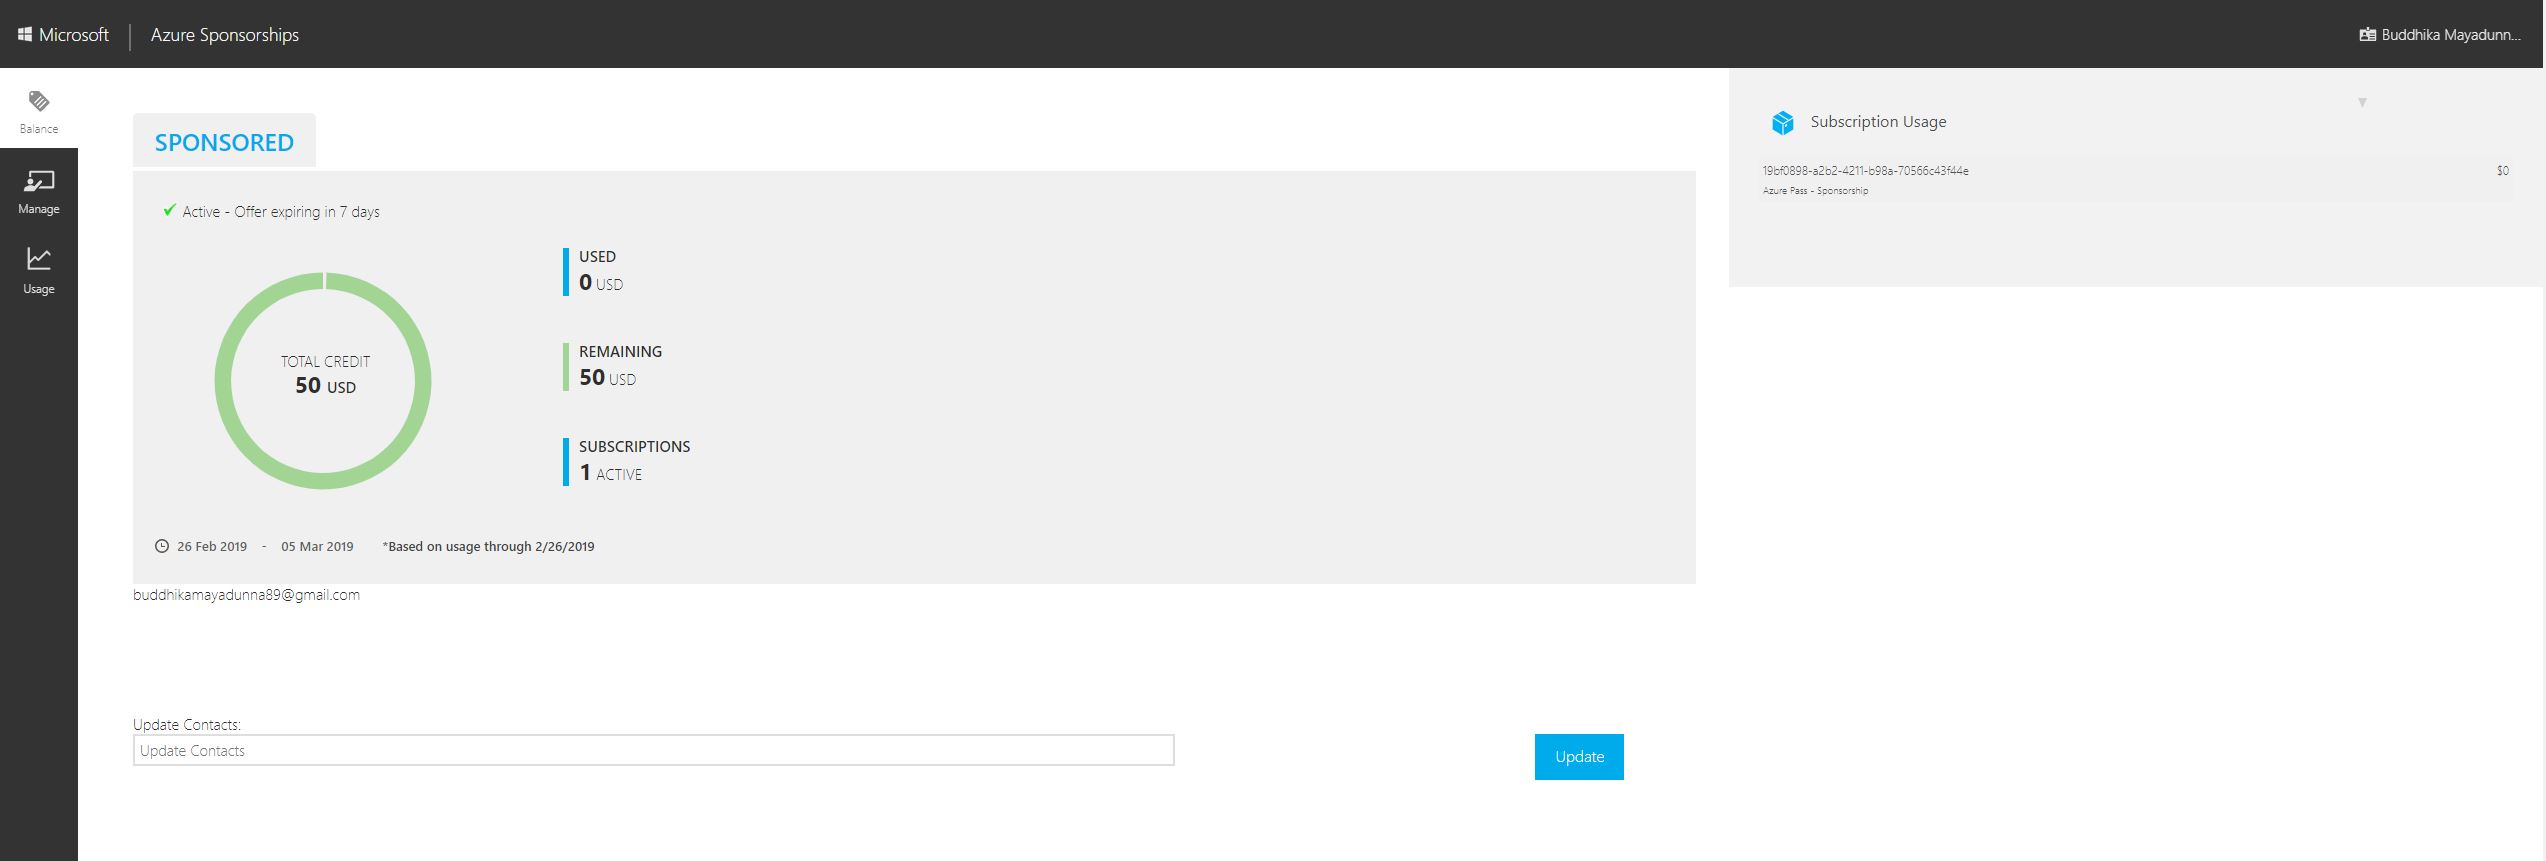 Microsoft | Azure Sponsorships
Buddhika Mayadunn...
Balance
Manage
Usage
SPONSORED
Active - Offer expiring in 7 days
TOTAL CREDIT
50 USD
USED
0 USD
REMAINING
50 USD
SUBSCRIPTIONS
1 ACTIVE
26 Feb 2019 - 05 Mar 2019 *Based on usage through 2/26/2019
buddhikamayadunna89@gmail.com
Update Contacts:
Update Contacts
Update
Subscription Usage
19bf0898-a2b2-4211-b98a-70566c43f44e $0
Azure Pass - Sponsorship